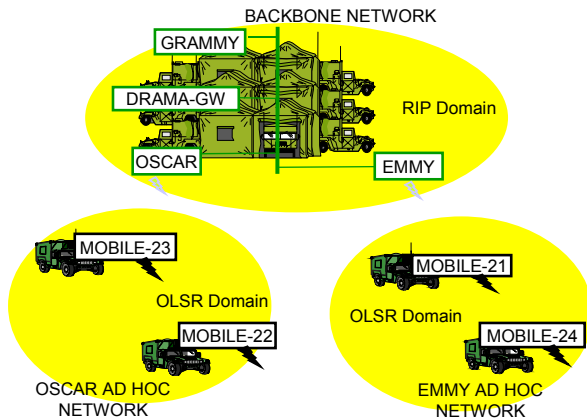 BACKBONE NETWORK
GRAMMY
DRAMA-GW
RIP Domain
OSCAR
EMMY
MOBILE-23
OLSR Domain
MOBILE-22
OSCAR AD HOC
NETWORK
MOBILE-21
OLSR Domain
MOBILE-24
EMMY AD HOC
NETWORK